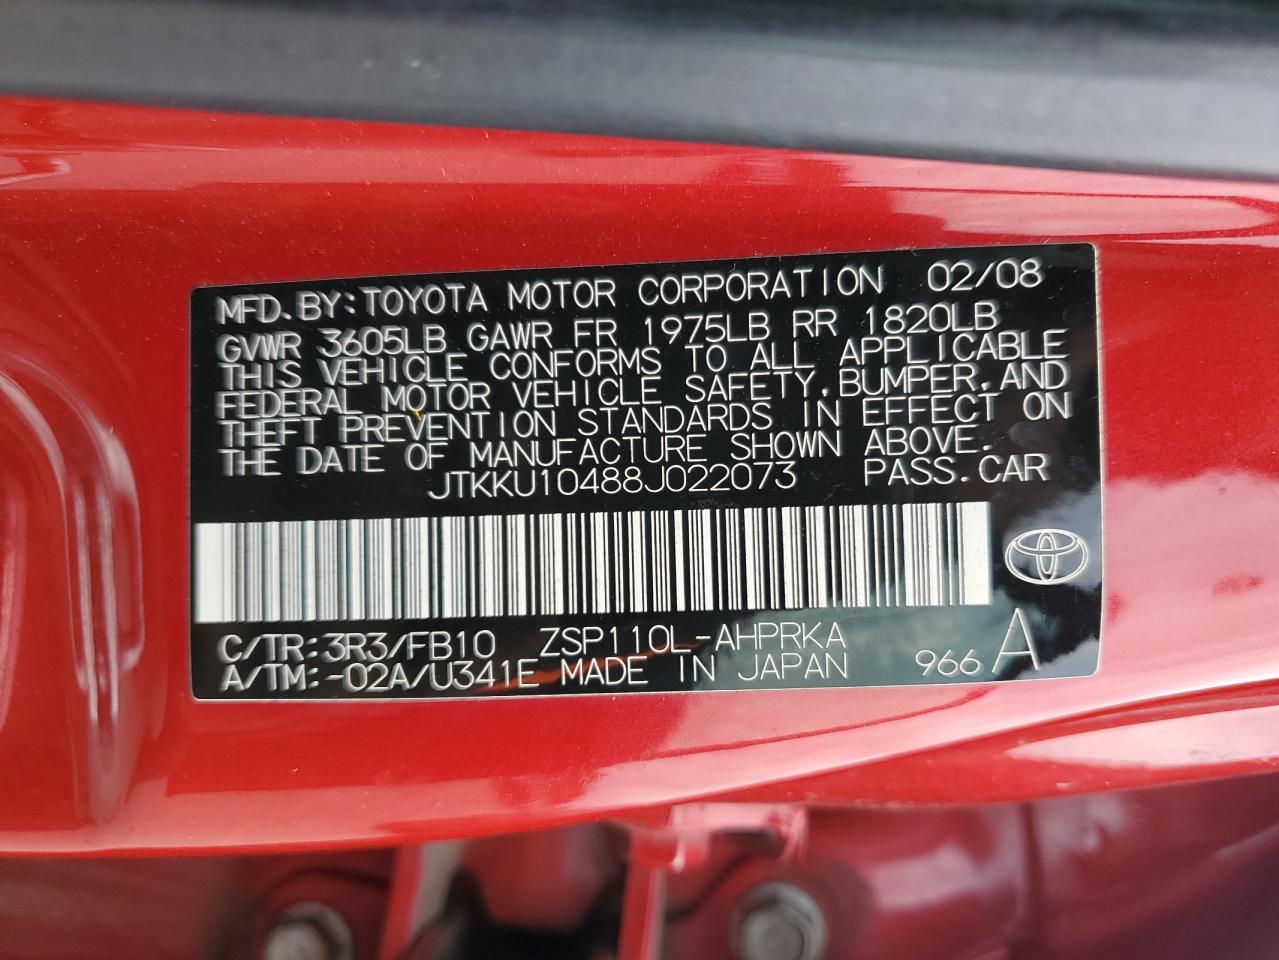 MFD. BY: TOYOTA MOTOR CORPORATION 02/08
GVWR 3605LB GAWR FR 1975LB RR 1820LB
THIS VEHICLE CONFORMS TO ALL APPLICABLE
FEDERAL MOTOR VEHICLE SAFETY, BUMPER, AND
THEFT PREVENTION STANDARDS IN EFFECT ON
THE DATE OF MANUFACTURE SHOWN ABOVE.
JTKKU10488J022073 PASS. CAR
C/TR: 3R3/FB10 ZSP110L-AHPRKA
A/TM: -02A/U341E MADE IN JAPAN 966 A